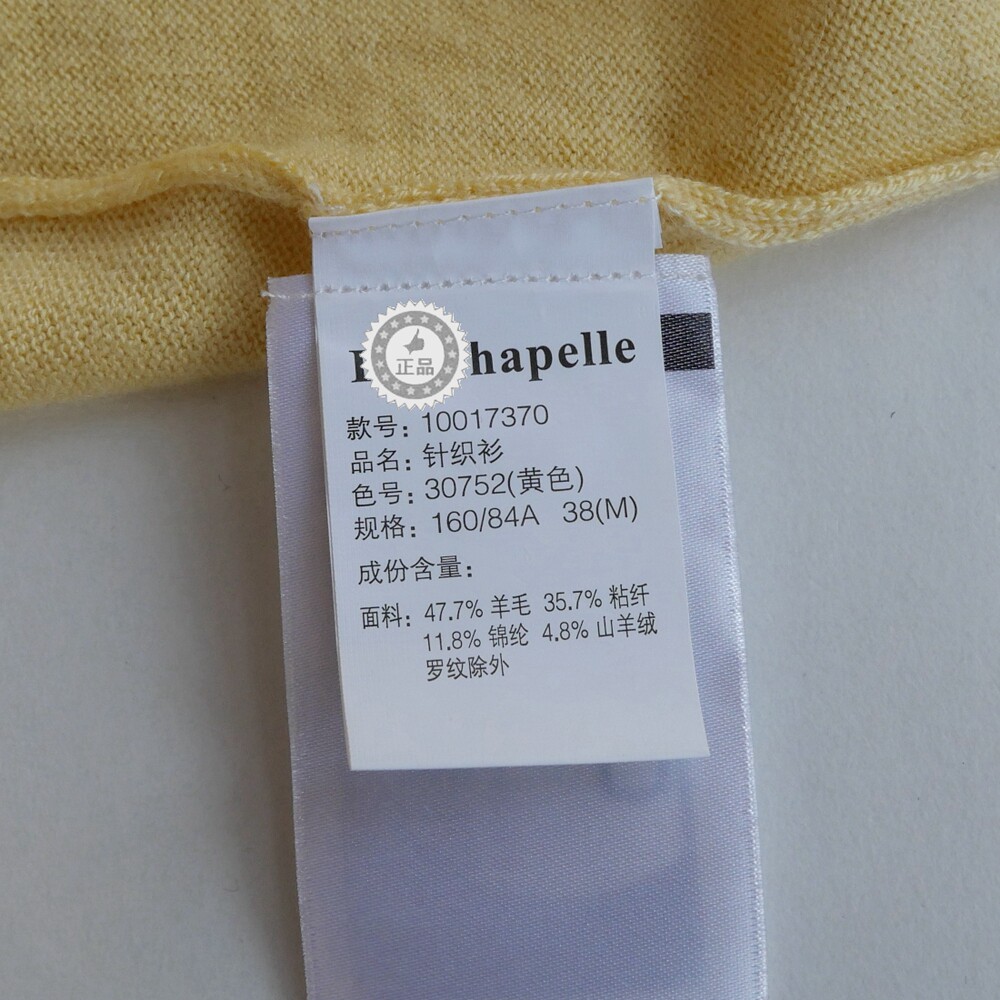 正品
hapelle
款号: 10017370
品名: 针织衫
色号: 30752(黄色)
规格: 160/84A 38(M)
成份含量:
面料: 47.7% 羊毛 35.7% 粘纤
11.8% 锦纶 4.8% 山羊绒
罗纹除外